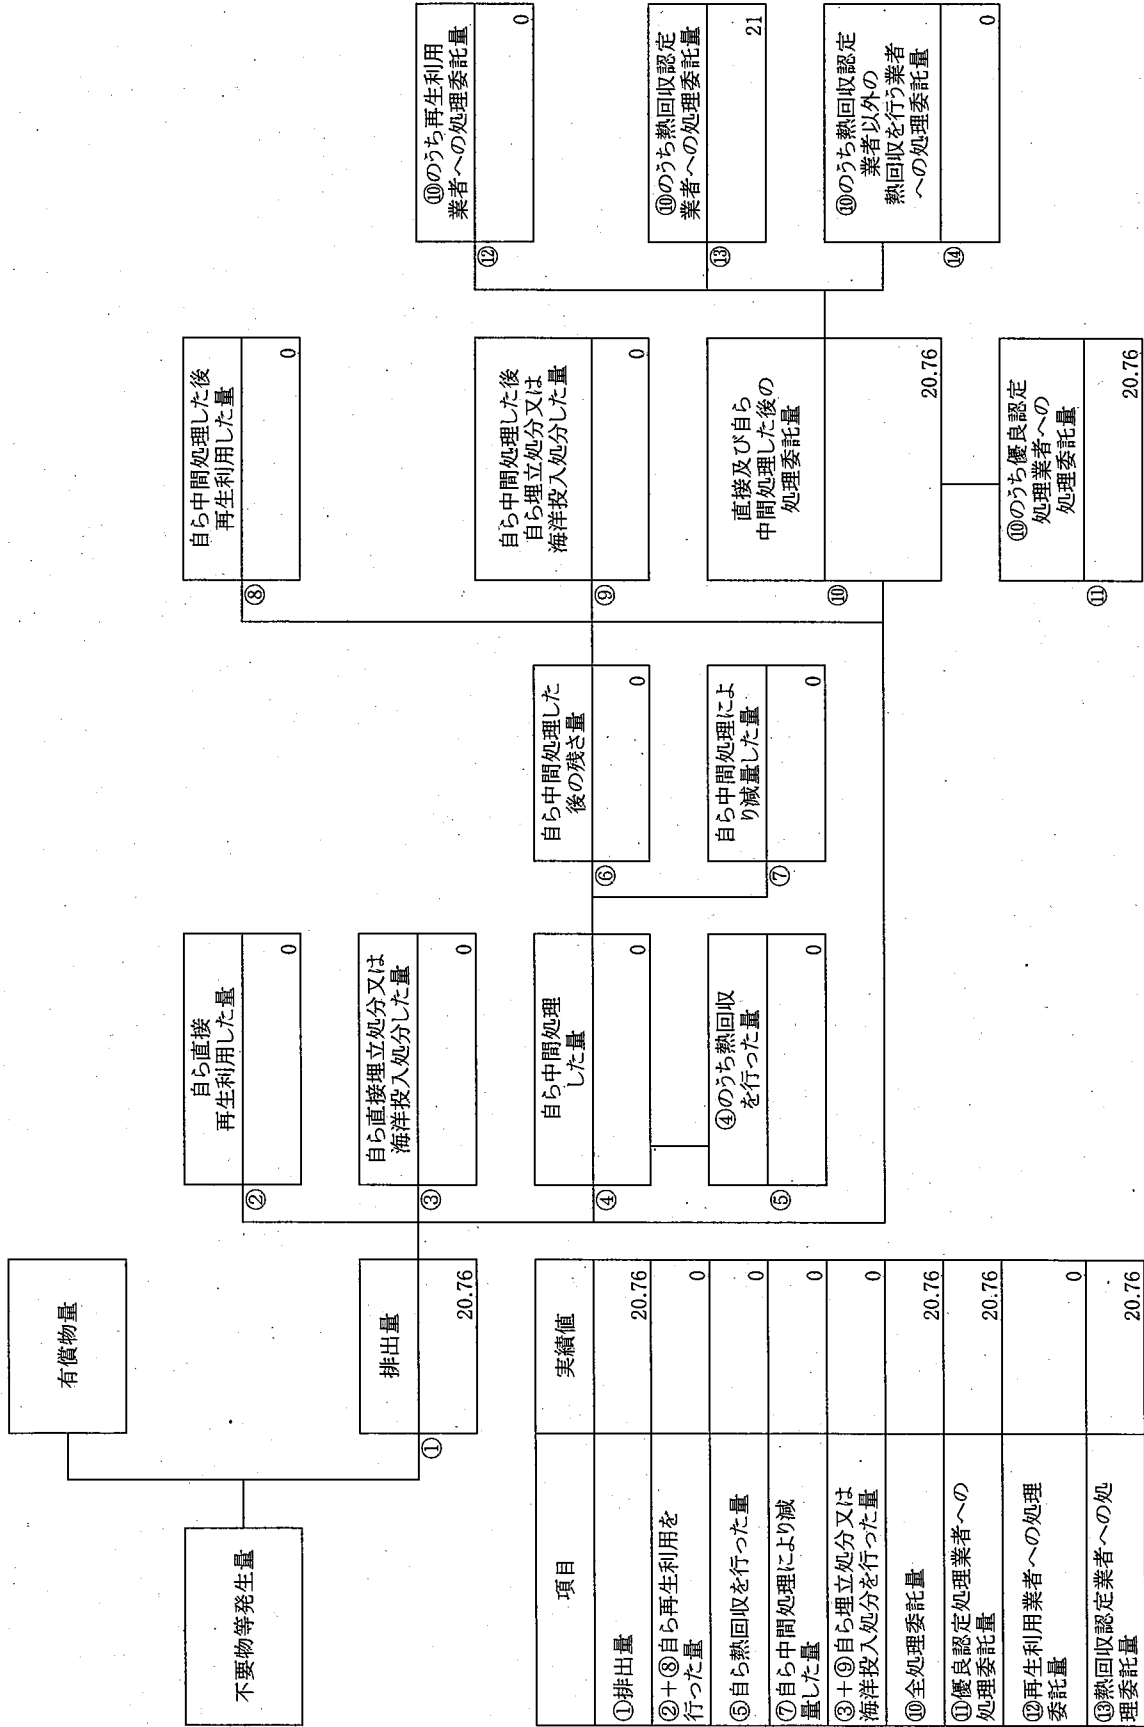 不要物等発生量
有償物量
①
排出量
20.76
②
自ら直接
再生利用した量
0
③
自ら直接埋立処分又は
海洋投入処分した量
0
④
自ら中間処理
した量
0
⑤
④のうち熱回収
を行った量
0
⑥
自ら中間処理した
後の残さ量
0
⑦
自ら中間処理によ
り減量した量
0
⑧
自ら中間処理した後
再生利用した量
0
⑨
自ら中間処理した後
自ら埋立処分又は
海洋投入処分した量
0
⑩
直接及び自ら
中間処理した後の
処理委託量
20.76
⑪
⑩のうち優良認定
処理業者への
処理委託量
20.76
⑫
⑩のうち再生利用
業者への処理委託量
0
⑬
⑩のうち熱回収認定
業者への処理委託量
21
⑭
⑩のうち熱回収認定
業者以外の
熱回収を行う業者
への処理委託量
0
項目 実績値
①排出量 20.76
②+⑧自ら再生利用を
行った量 0
⑤自ら熱回収を行った量 0
⑦自ら中間処理により減
量した量 0
③+⑨自ら埋立処分又は
海洋投入処分を行った量 0
⑩全処理委託量 20.76
⑪優良認定処理業者への
処理委託量 20.76
⑫再生利用業者への処理
委託量 0
⑬熱回収認定業者への処
理委託量 20.76